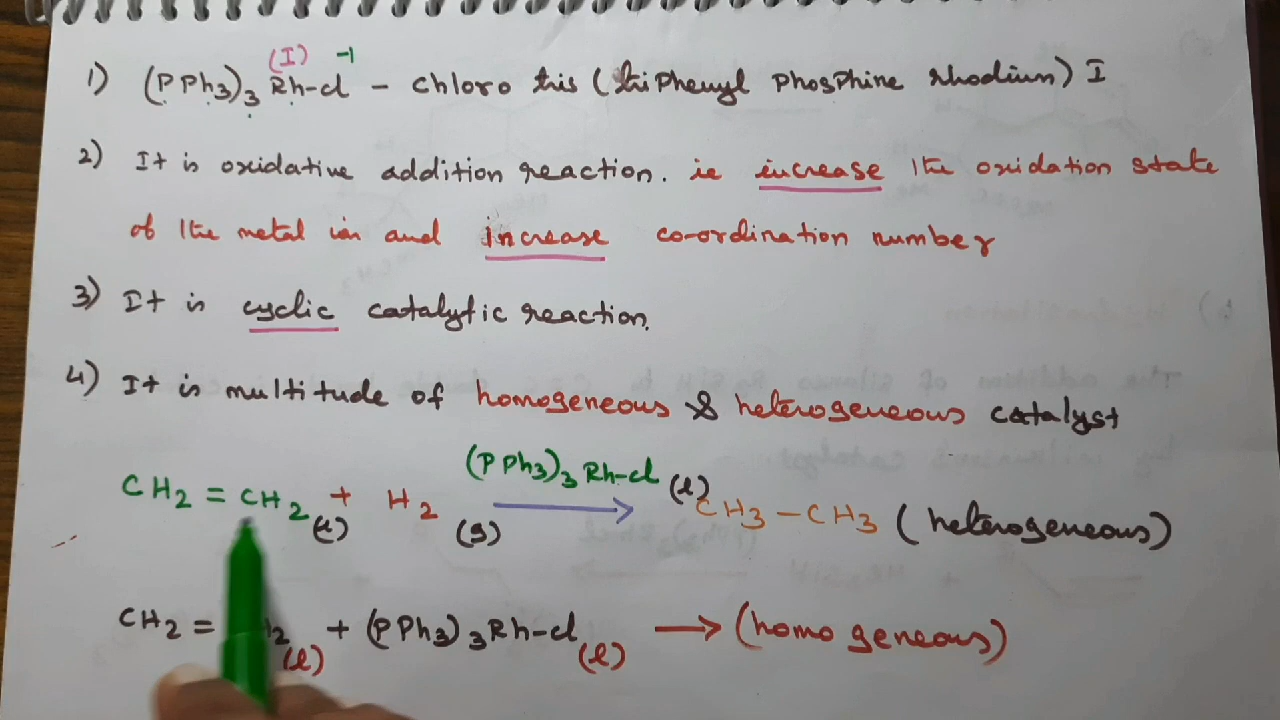 (I) -1
1) (PPh3)3 Rh-cl - chloro tris (triphenyl phosphine rhodium) I
2) It is oxidative addition reaction. ie increase the oxidation state
of the metal ion and increase co-ordination number
3) It is cyclic catalytic reaction.
4) It is multitude of homogeneous & heterogeneous catalyst
(PPh3)3 Rh-cl (l)
CH2 = CH2 (l) + H2 (g) → CH3 - CH3 (heterogeneous)
CH2 = H2 (l) + (PPh3)3 Rh-cl (l) → (homogeneous)